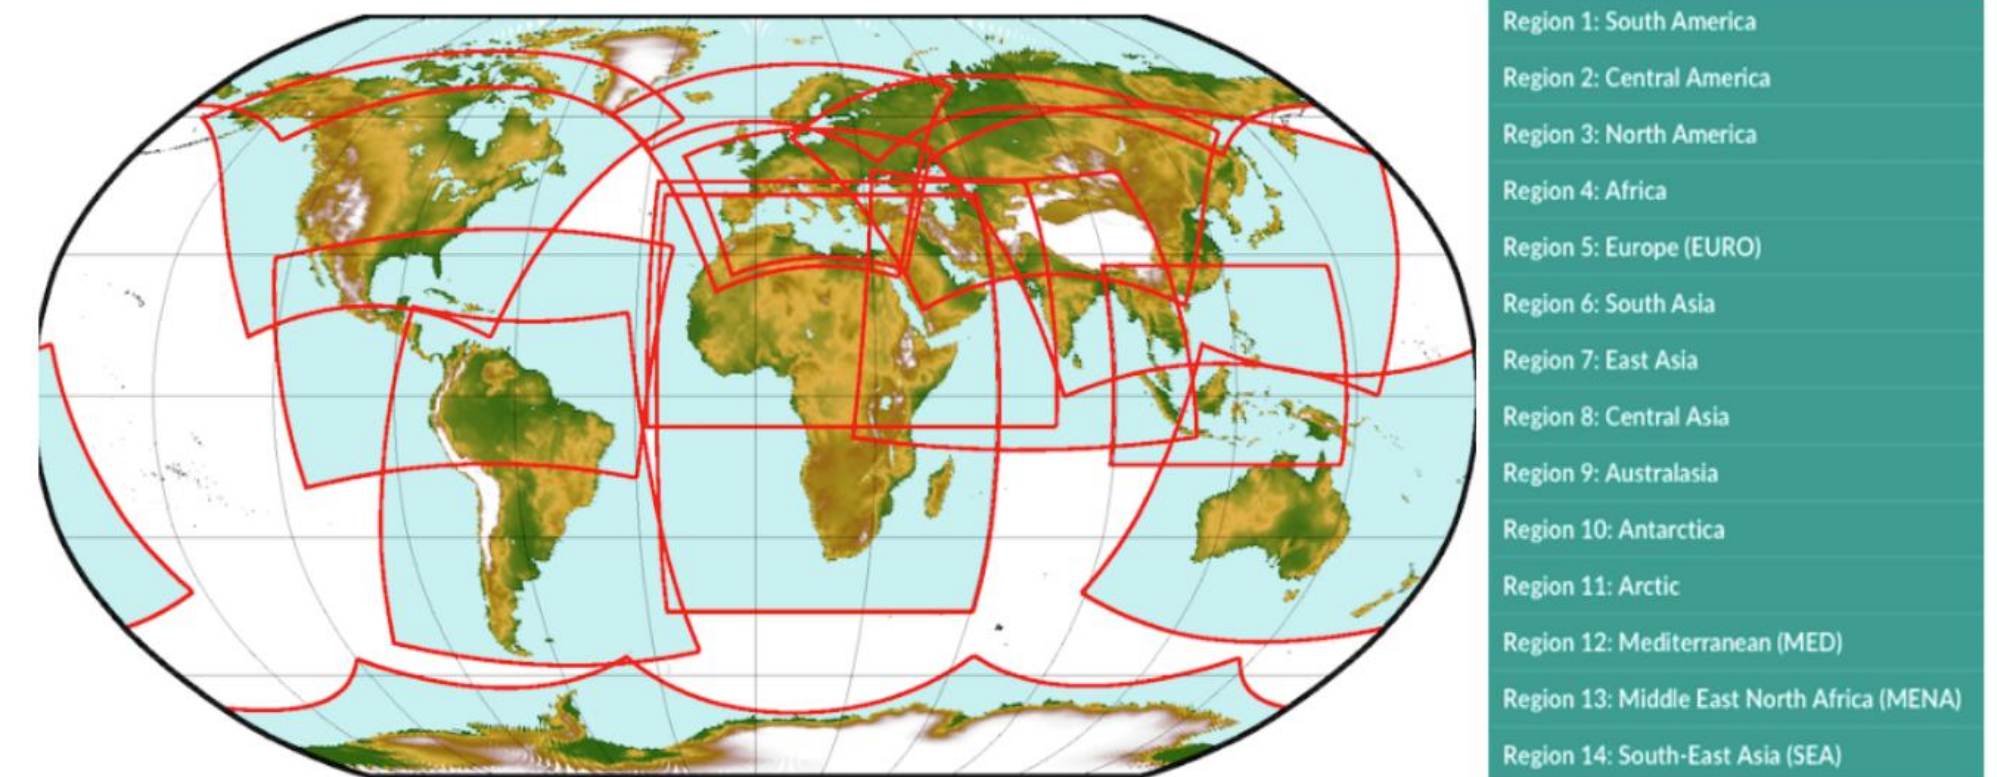 Region 1: South America
Region 2: Central America
Region 3: North America
Region 4: Africa
Region 5: Europe (EURO)
Region 6: South Asia
Region 7: East Asia
Region 8: Central Asia
Region 9: Australasia
Region 10: Antarctica
Region 11: Arctic
Region 12: Mediterranean (MED)
Region 13: Middle East North Africa (MENA)
Region 14: South-East Asia (SEA)